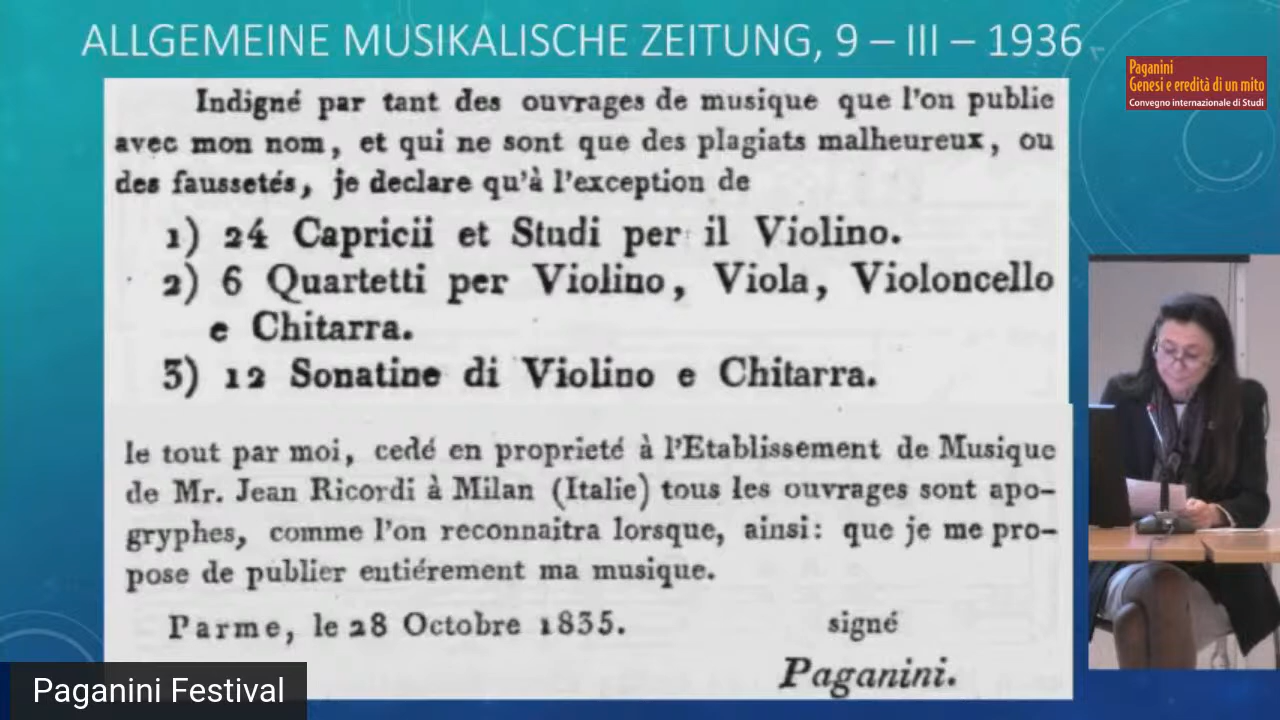 ALLGEMEINE MUSIKALISCHE ZEITUNG, 9 – III – 1936
Paganini
Genesi e eredità di un mito
Convegno internazionale di Studi
Indigné par tant des ouvrages de musique que l'on public
avec mon nom, et qui ne sont que des plagiats malheureux, ou
des faussetés, je declare qu'à l'exception de
1) 24 Capricii et Studi per il Violino.
2) 6 Quartetti per Violino, Viola, Violoncello
e Chitarra.
3) 12 Sonatine di Violino e Chitarra.
le tout par moi, cedé en proprieté à l'Etablissement de Musique
de Mr. Jean Ricordi à Milan (Italie) tous les ouvrages sont apo-
gryphes, comme l'on reconnaitra lorsque, ainsi: que je me pro-
pose de publier entiérement ma musique.
Parme, le 28 Octobre 1835. signé
Paganini.
Paganini Festival